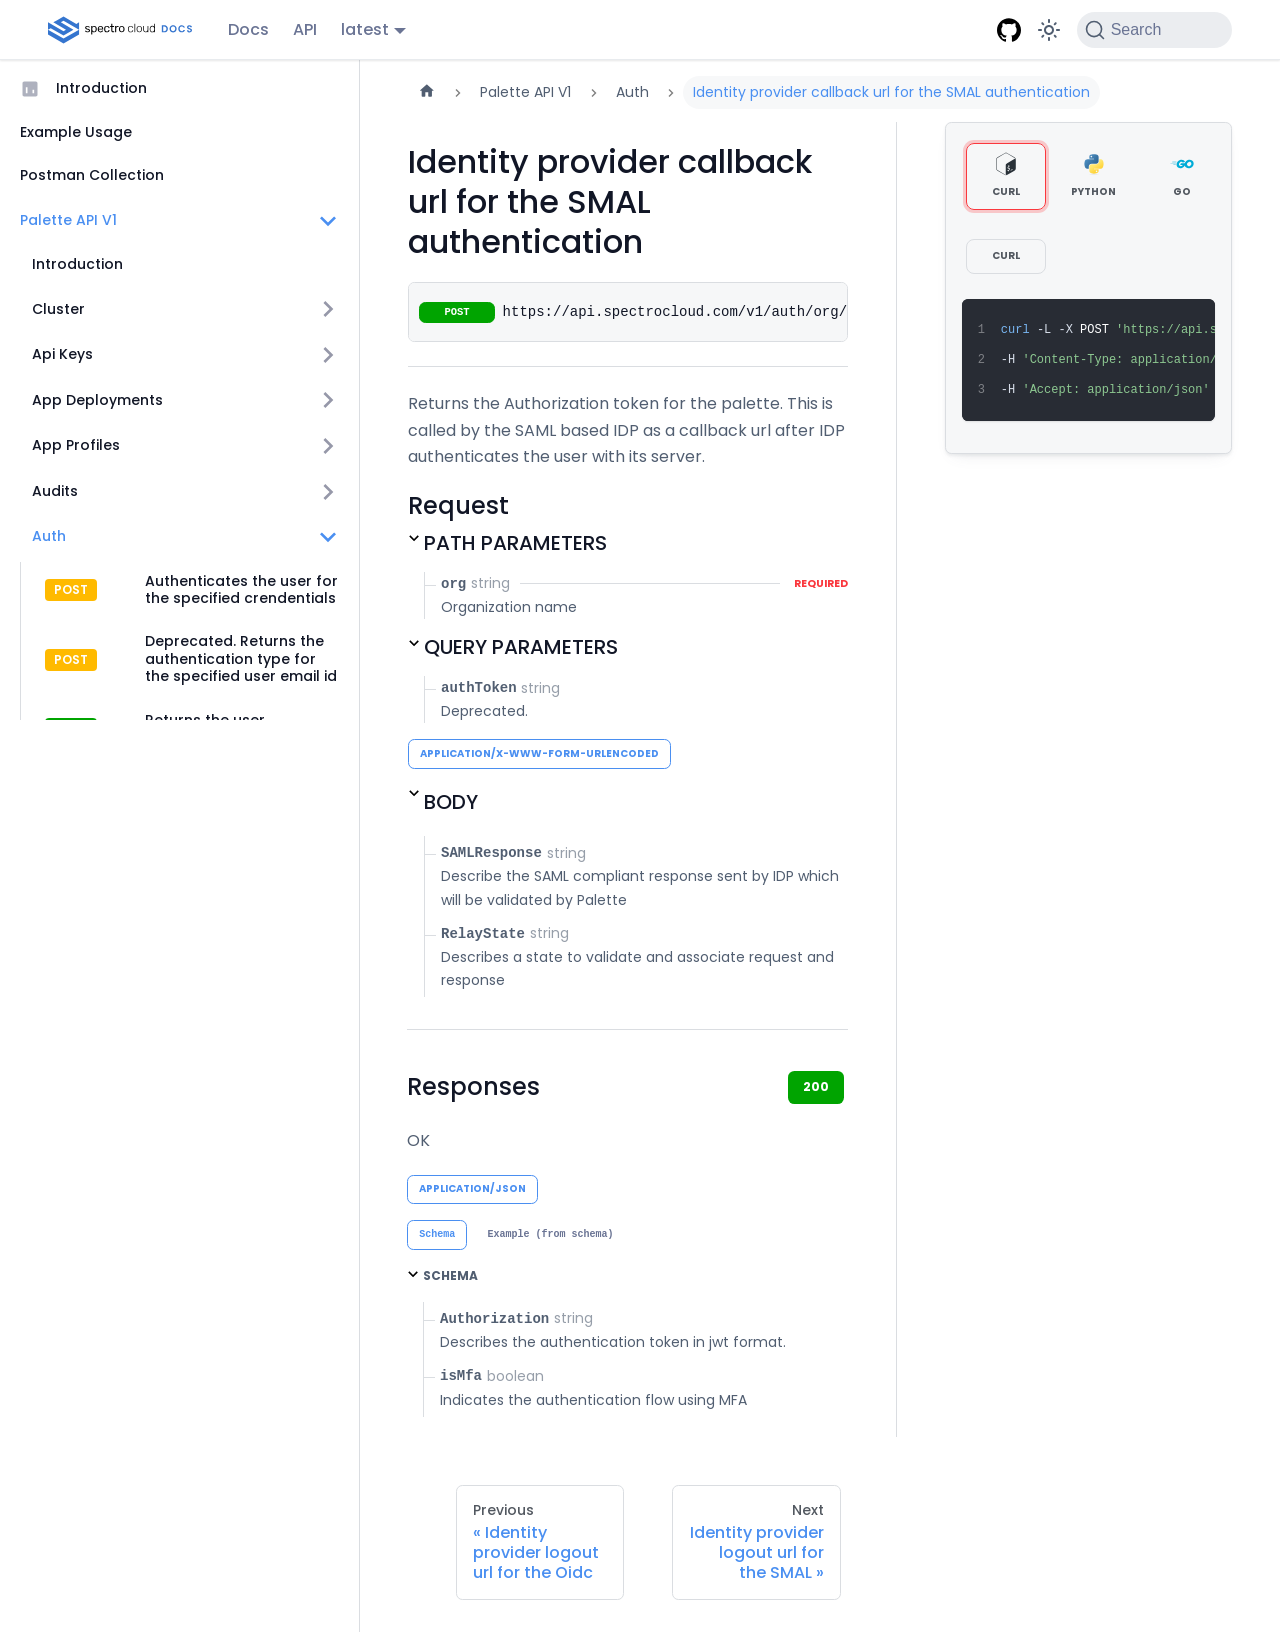 spectro cloud DOCS
Docs
API
latest
Search
Introduction
Example Usage
Postman Collection
Palette API V1
Introduction
Cluster
Api Keys
App Deployments
App Profiles
Audits
Auth
POST
Authenticates the user for
the specified crendentials
POST
Deprecated. Returns the
authentication type for
the specified user email id
Returns the user
Palette API V1
Auth
Identity provider callback url for the SMAL authentication
Identity provider callback
url for the SMAL
authentication
POST
https://api.spectrocloud.com/v1/auth/org/
Returns the Authorization token for the palette. This is
called by the SAML based IDP as a callback url after IDP
authenticates the user with its server.
Request
PATH PARAMETERS
org string
REQUIRED
Organization name
QUERY PARAMETERS
authToken string
Deprecated.
APPLICATION/X-WWW-FORM-URLENCODED
BODY
SAMLResponse string
Describe the SAML compliant response sent by IDP which
will be validated by Palette
RelayState string
Describes a state to validate and associate request and
response
Responses
200
OK
APPLICATION/JSON
Schema
Example (from schema)
SCHEMA
Authorization string
Describes the authentication token in jwt format.
isMfa boolean
Indicates the authentication flow using MFA
Previous
« Identity
provider logout
url for the Oidc
Next
Identity provider
logout url for
the SMAL »
CURL
PYTHON
GO
GO
CURL
1 curl -L -X POST 'https://api.s
2 -H 'Content-Type: application/
3 -H 'Accept: application/json'